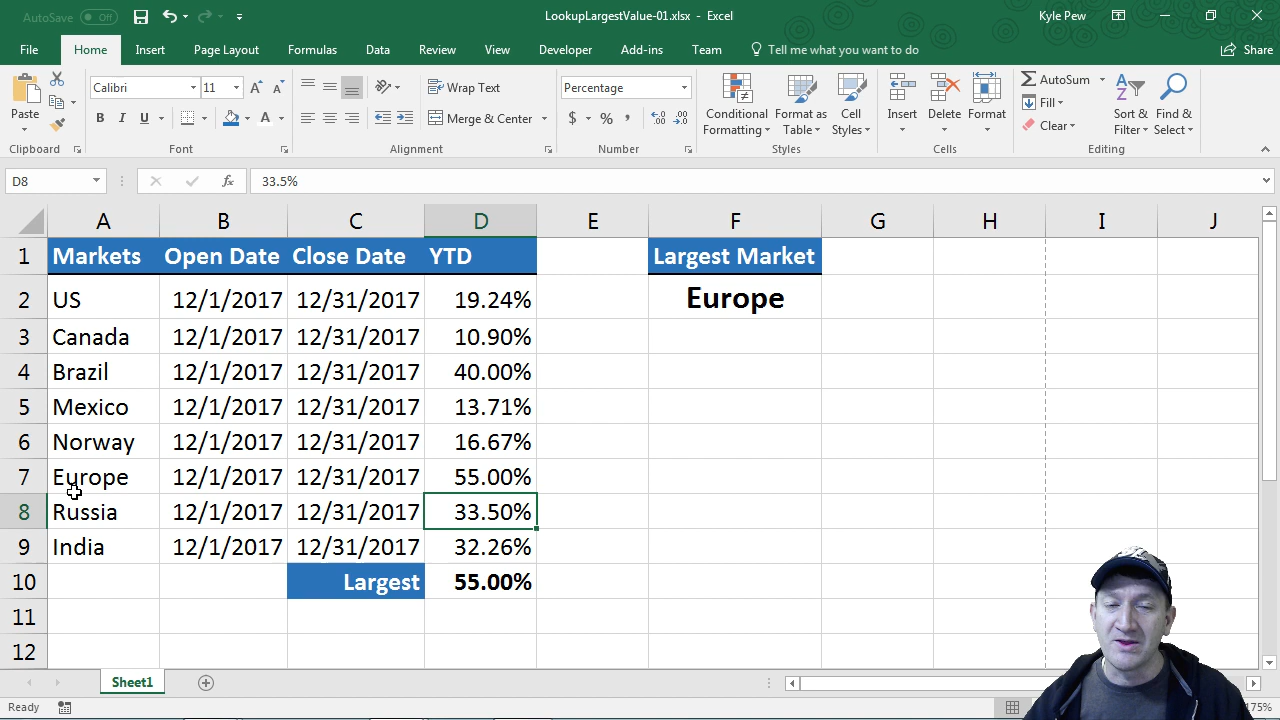 AutoSave Off
LookupLargestValue-01.xlsx - Excel
Kyle Pew
File Home Insert Page Layout Formulas Data Review View Developer Add-ins Team Tell me what you want to do Share
Paste
Clipboard
Calibri 11
B I U A
Font
Wrap Text
Merge & Center
Alignment
Percentage
$ % ,
Number
Conditional Formatting
Format as Table
Cell Styles
Styles
Insert Delete Format
Cells
AutoSum
Fill
Clear
Sort & Filter
Find & Select
Editing
D8 fx 33.5%
A B C D E F G H I J
1 Markets Open Date Close Date YTD Largest Market
2 US 12/1/2017 12/31/2017 19.24% Europe
3 Canada 12/1/2017 12/31/2017 10.90%
4 Brazil 12/1/2017 12/31/2017 40.00%
5 Mexico 12/1/2017 12/31/2017 13.71%
6 Norway 12/1/2017 12/31/2017 16.67%
7 Europe 12/1/2017 12/31/2017 55.00%
8 Russia 12/1/2017 12/31/2017 33.50%
9 India 12/1/2017 12/31/2017 32.26%
10 Largest 55.00%
11
12
Sheet1
Ready
175%